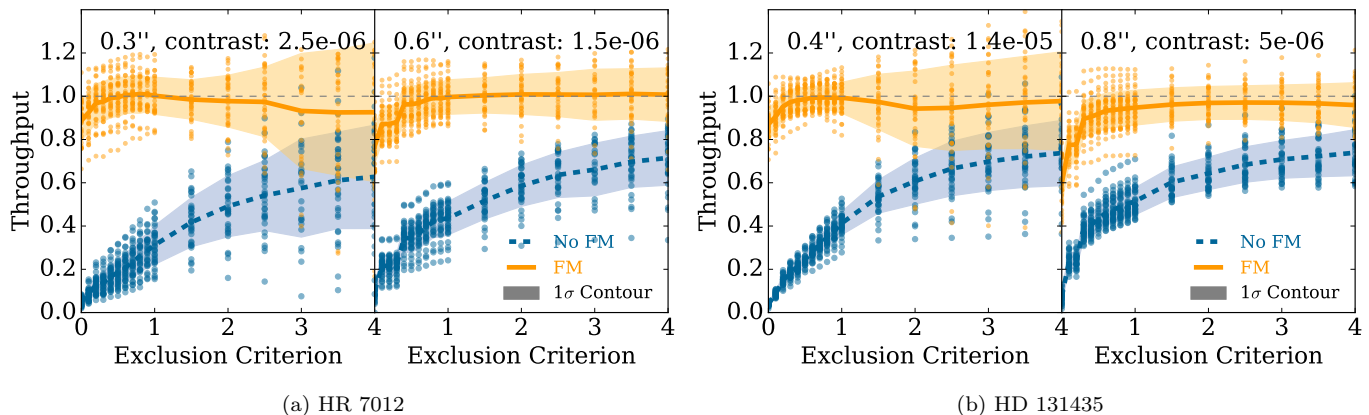 0.3'', contrast: 2.5e-06
0.6'', contrast: 1.5e-06
Throughput
0.0
0.2
0.4
0.6
0.8
1.0
1.2
No FM
FM
1σ Contour
0 1 2 3 4 1 2 3 4
Exclusion Criterion
Exclusion Criterion
(a) HR 7012
0.4'', contrast: 1.4e-05
0.8'', contrast: 5e-06
Throughput
0.0
0.2
0.4
0.6
0.8
1.0
1.2
No FM
FM
1σ Contour
0 1 2 3 4 1 2 3 4
Exclusion Criterion
Exclusion Criterion
(b) HD 131435